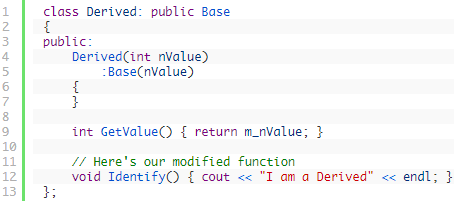 1 class Derived: public Base
2 {
3 public:
4     Derived(int nValue)
5         :Base(nValue)
6     {
7     }
8
9     int GetValue() { return m_nValue; }
10
11     // Here's our modified function
12     void Identify() { cout << "I am a Derived" << endl; }
13 };